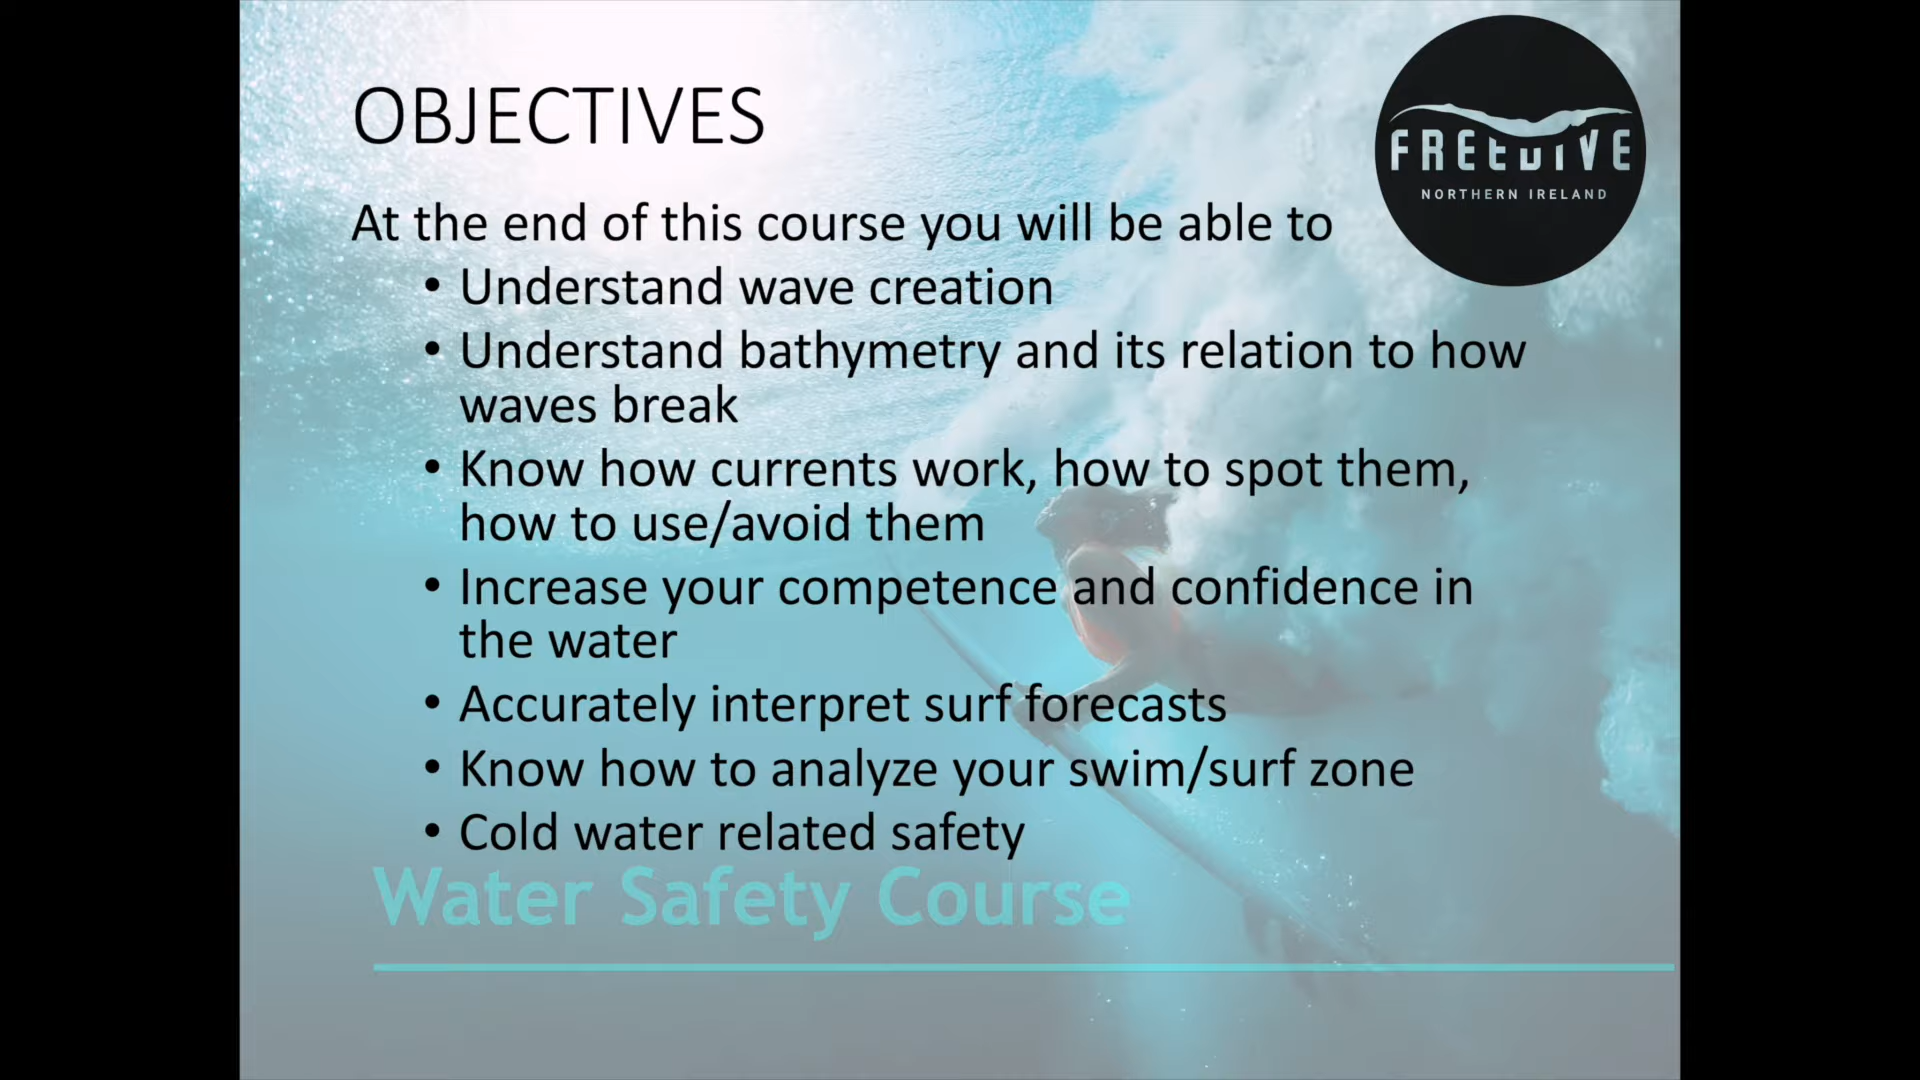 OBJECTIVES
FREEDIVE
NORTHERN IRELAND
At the end of this course you will be able to
• Understand wave creation
• Understand bathymetry and its relation to how
waves break
• Know how currents work, how to spot them,
how to use/avoid them
• Increase your competence and confidence in
the water
• Accurately interpret surf forecasts
• Know how to analyze your swim/surf zone
• Cold water related safety
Water Safety Course